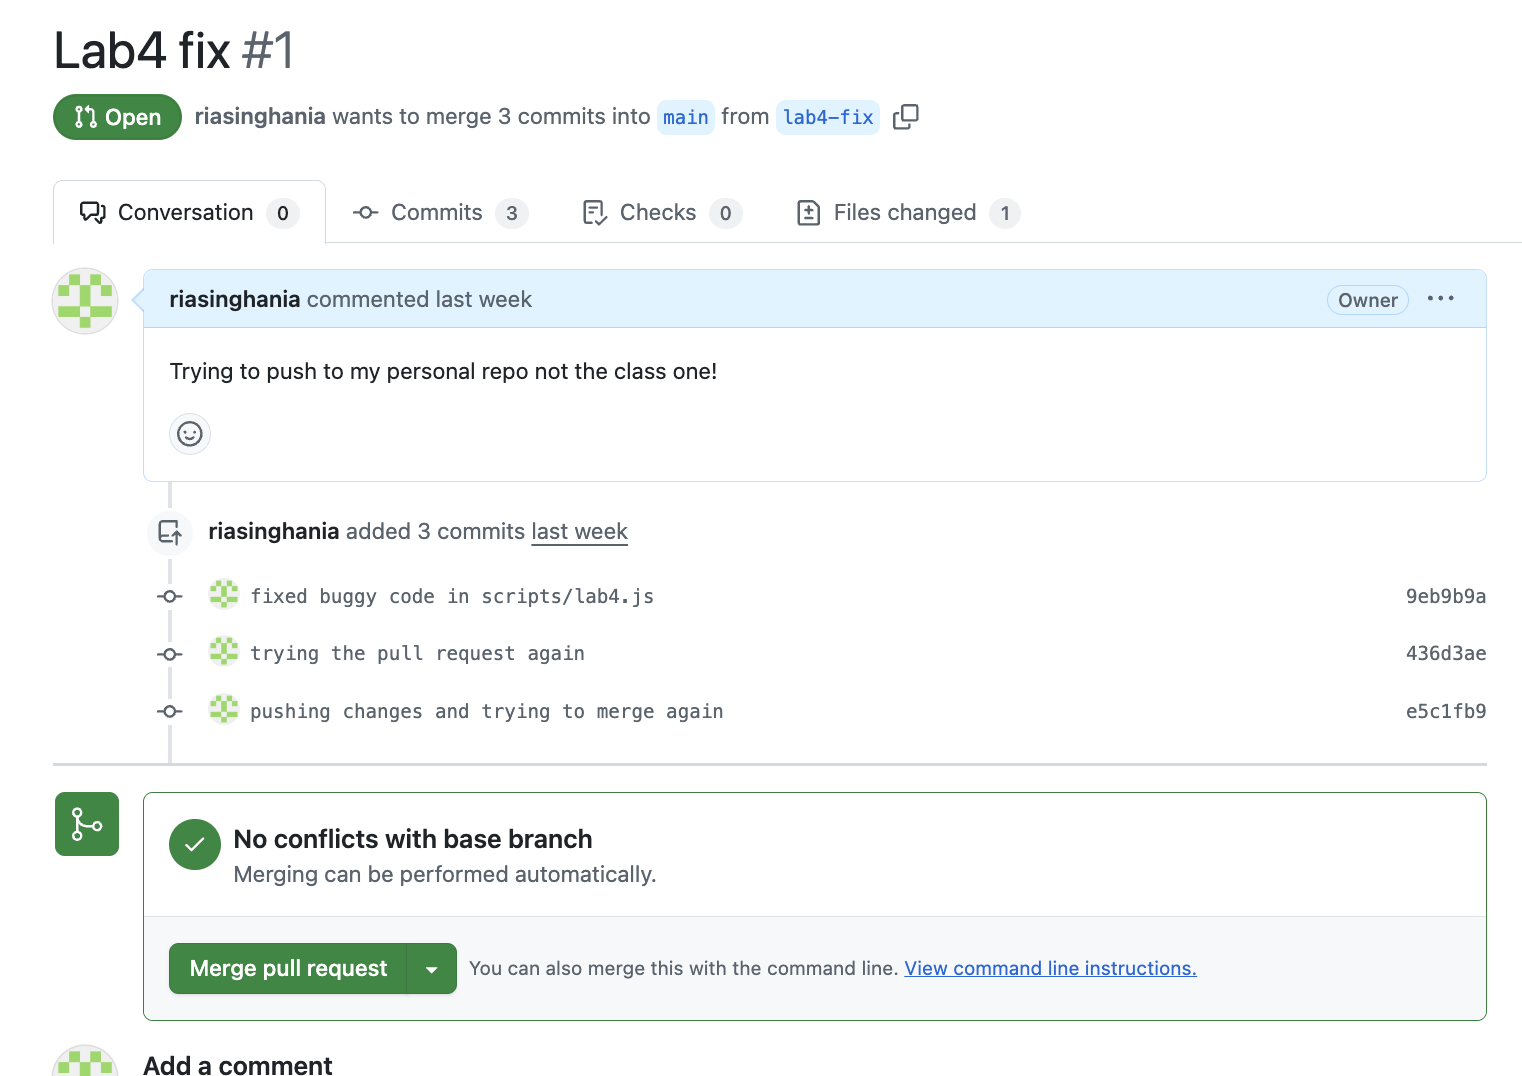 Lab4 fix #1
Open riasinghania wants to merge 3 commits into main from lab4-fix
Conversation 0 Commits 3 Checks 0 Files changed 1
riasinghania commented last week Owner
Trying to push to my personal repo not the class one!
riasinghania added 3 commits last week
fixed buggy code in scripts/lab4.js 9eb9b9a
trying the pull request again 436d3ae
pushing changes and trying to merge again e5c1fb9
No conflicts with base branch
Merging can be performed automatically.
Merge pull request You can also merge this with the command line. View command line instructions.
Add a comment